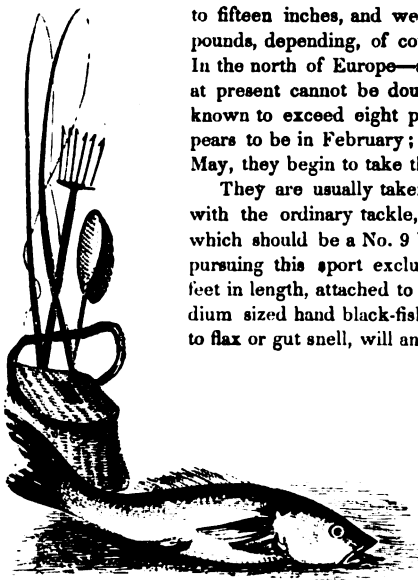 to fifteen inches, and we
pounds, depending, of co
In the north of Europe—
at present cannot be dou
known to exceed eight p
pears to be in February;
May, they begin to take t
They are usually take
with the ordinary tackle,
which should be a No. 9
pursuing this sport exclu
feet in length, attached to
dium sized hand black-fis
to flax or gut snell, will an